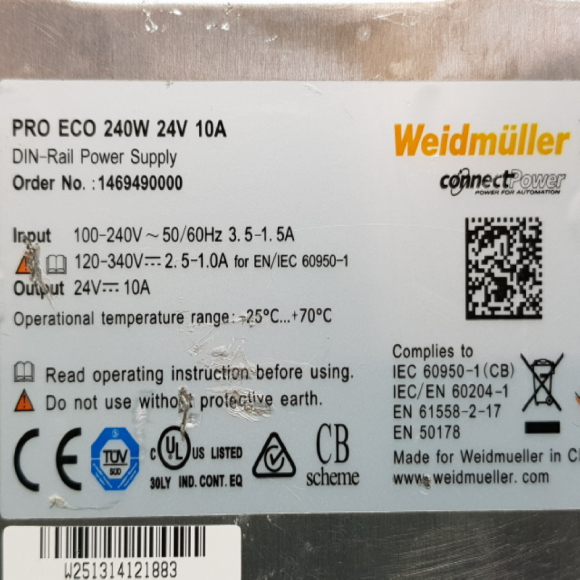 PRO ECO 240W 24V 10A
DIN-Rail Power Supply
Order No. :1469490000
Weidmüller
connectPower
POWER FOR AUTOMATION
Input 100-240V ~ 50/60Hz 3.5-1.5A
120-340V⎓ 2.5-1.0A for EN/IEC 60950-1
Output 24V⎓ 10A
Operational temperature range: -25°C...+70°C
Read operating instruction before using.
Do not use without protective earth.
Complies to
IEC 60950-1(CB)
IEC/EN 60204-1
EN 61558-2-17
EN 50178
CE
TÜV
SÜD
C UL US LISTED
30LY IND. CONT. EQ
CB
scheme
Made for Weidmueller in C
www.weidmueller.com
W251314121883